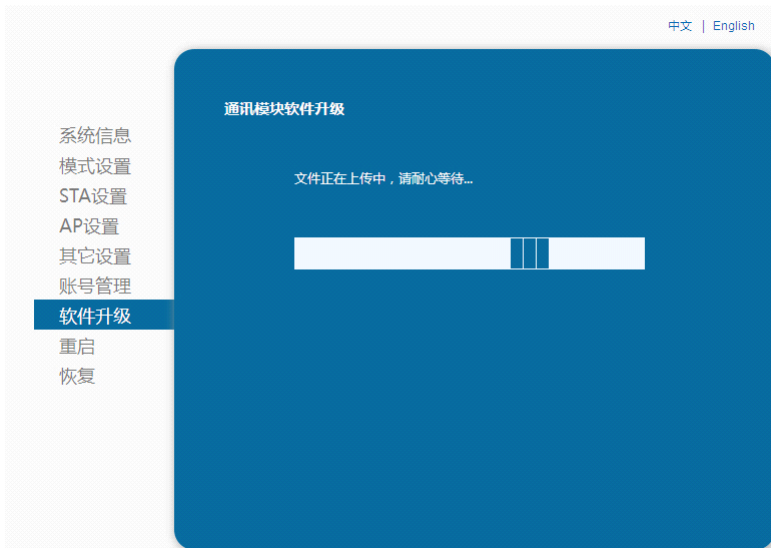 中文 | English
通讯模块软件升级
系统信息
模式设置
STA设置
AP设置
其它设置
账号管理
软件升级
重启
恢复
文件正在上传中，请耐心等待...